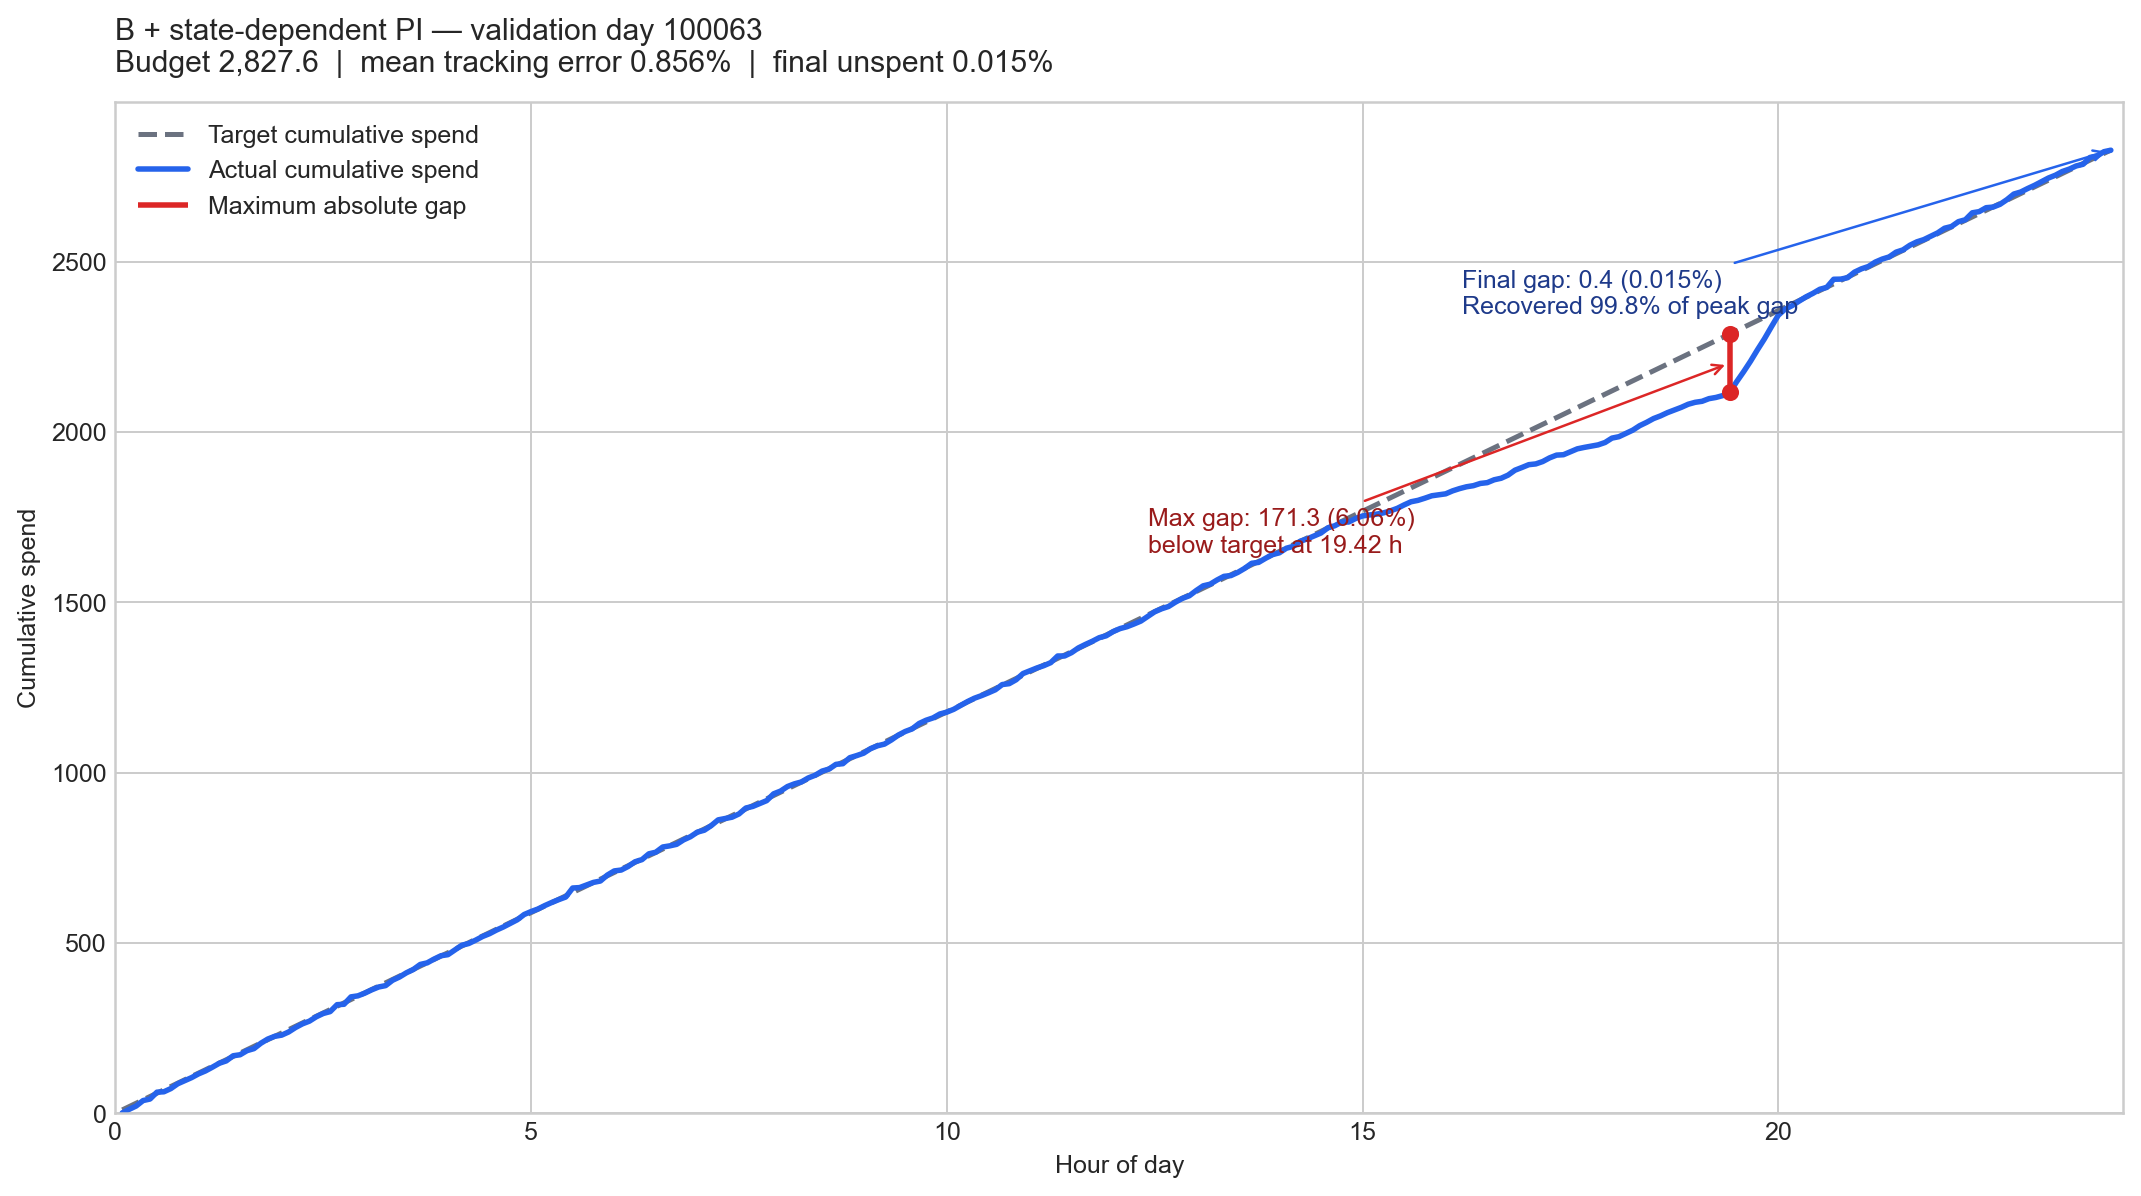 B + state-dependent PI — validation day 100063
Budget 2,827.6 | mean tracking error 0.856% | final unspent 0.015%
Target cumulative spend
Actual cumulative spend
Maximum absolute gap
Final gap: 0.4 (0.015%)
Recovered 99.8% of peak gap
Max gap: 171.3 (6.06%)
below target at 19.42 h
Cumulative spend
2500
2000
1500
1000
500
0
0 5 10 15 20
Hour of day